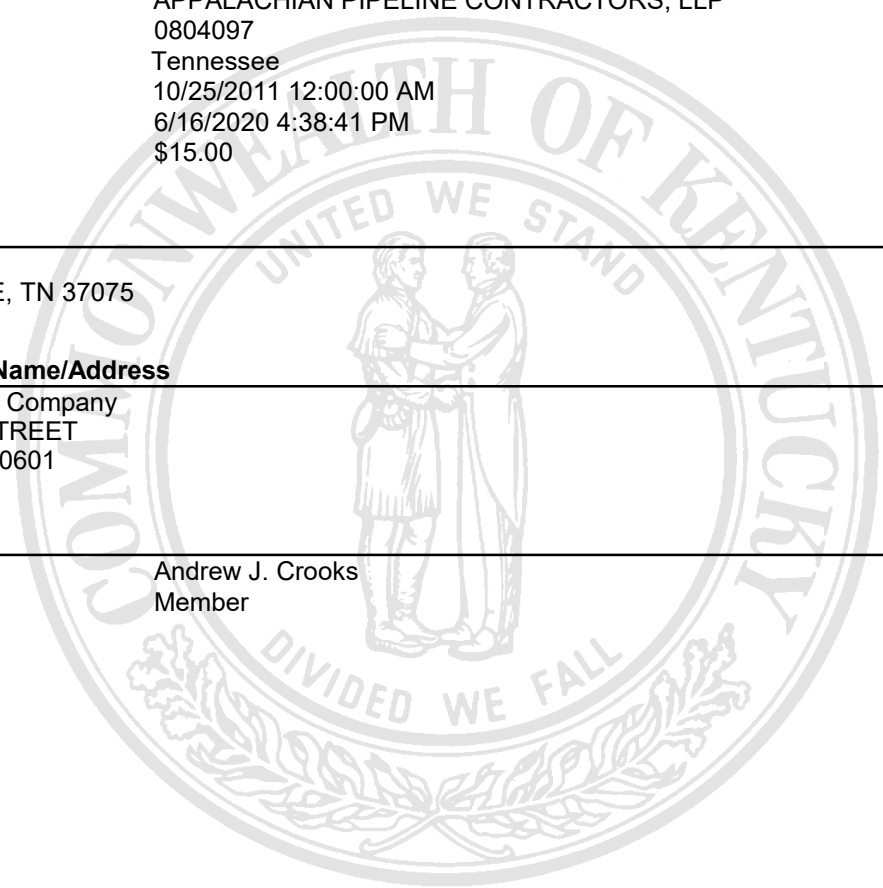 APPALACHIAN PIPELINE CONTRACTORS, LLP
0804097
Tennessee
10/25/2011 12:00:00 AM
6/16/2020 4:38:41 PM
$15.00
E, TN 37075
Name/Address
Company
TREET
0601
Andrew J. Crooks
Member
COMMONWEALTH OF KENTUCKY
UNITED WE STAND
DIVIDED WE FALL